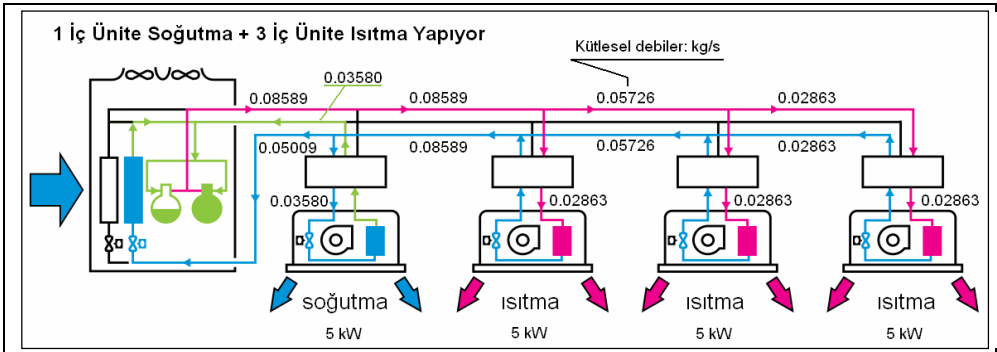 1 İç Ünite Soğutma + 3 İç Ünite Isıtma Yapıyor
Kütlesel debiler: kg/s
0.03580
0.08589 0.08589 0.05726 0.02863
0.05009 0.08589 0.05726 0.02863
0.03580 0.02863 0.02863 0.02863
soğutma ısıtma ısıtma ısıtma
5 kW 5 kW 5 kW 5 kW